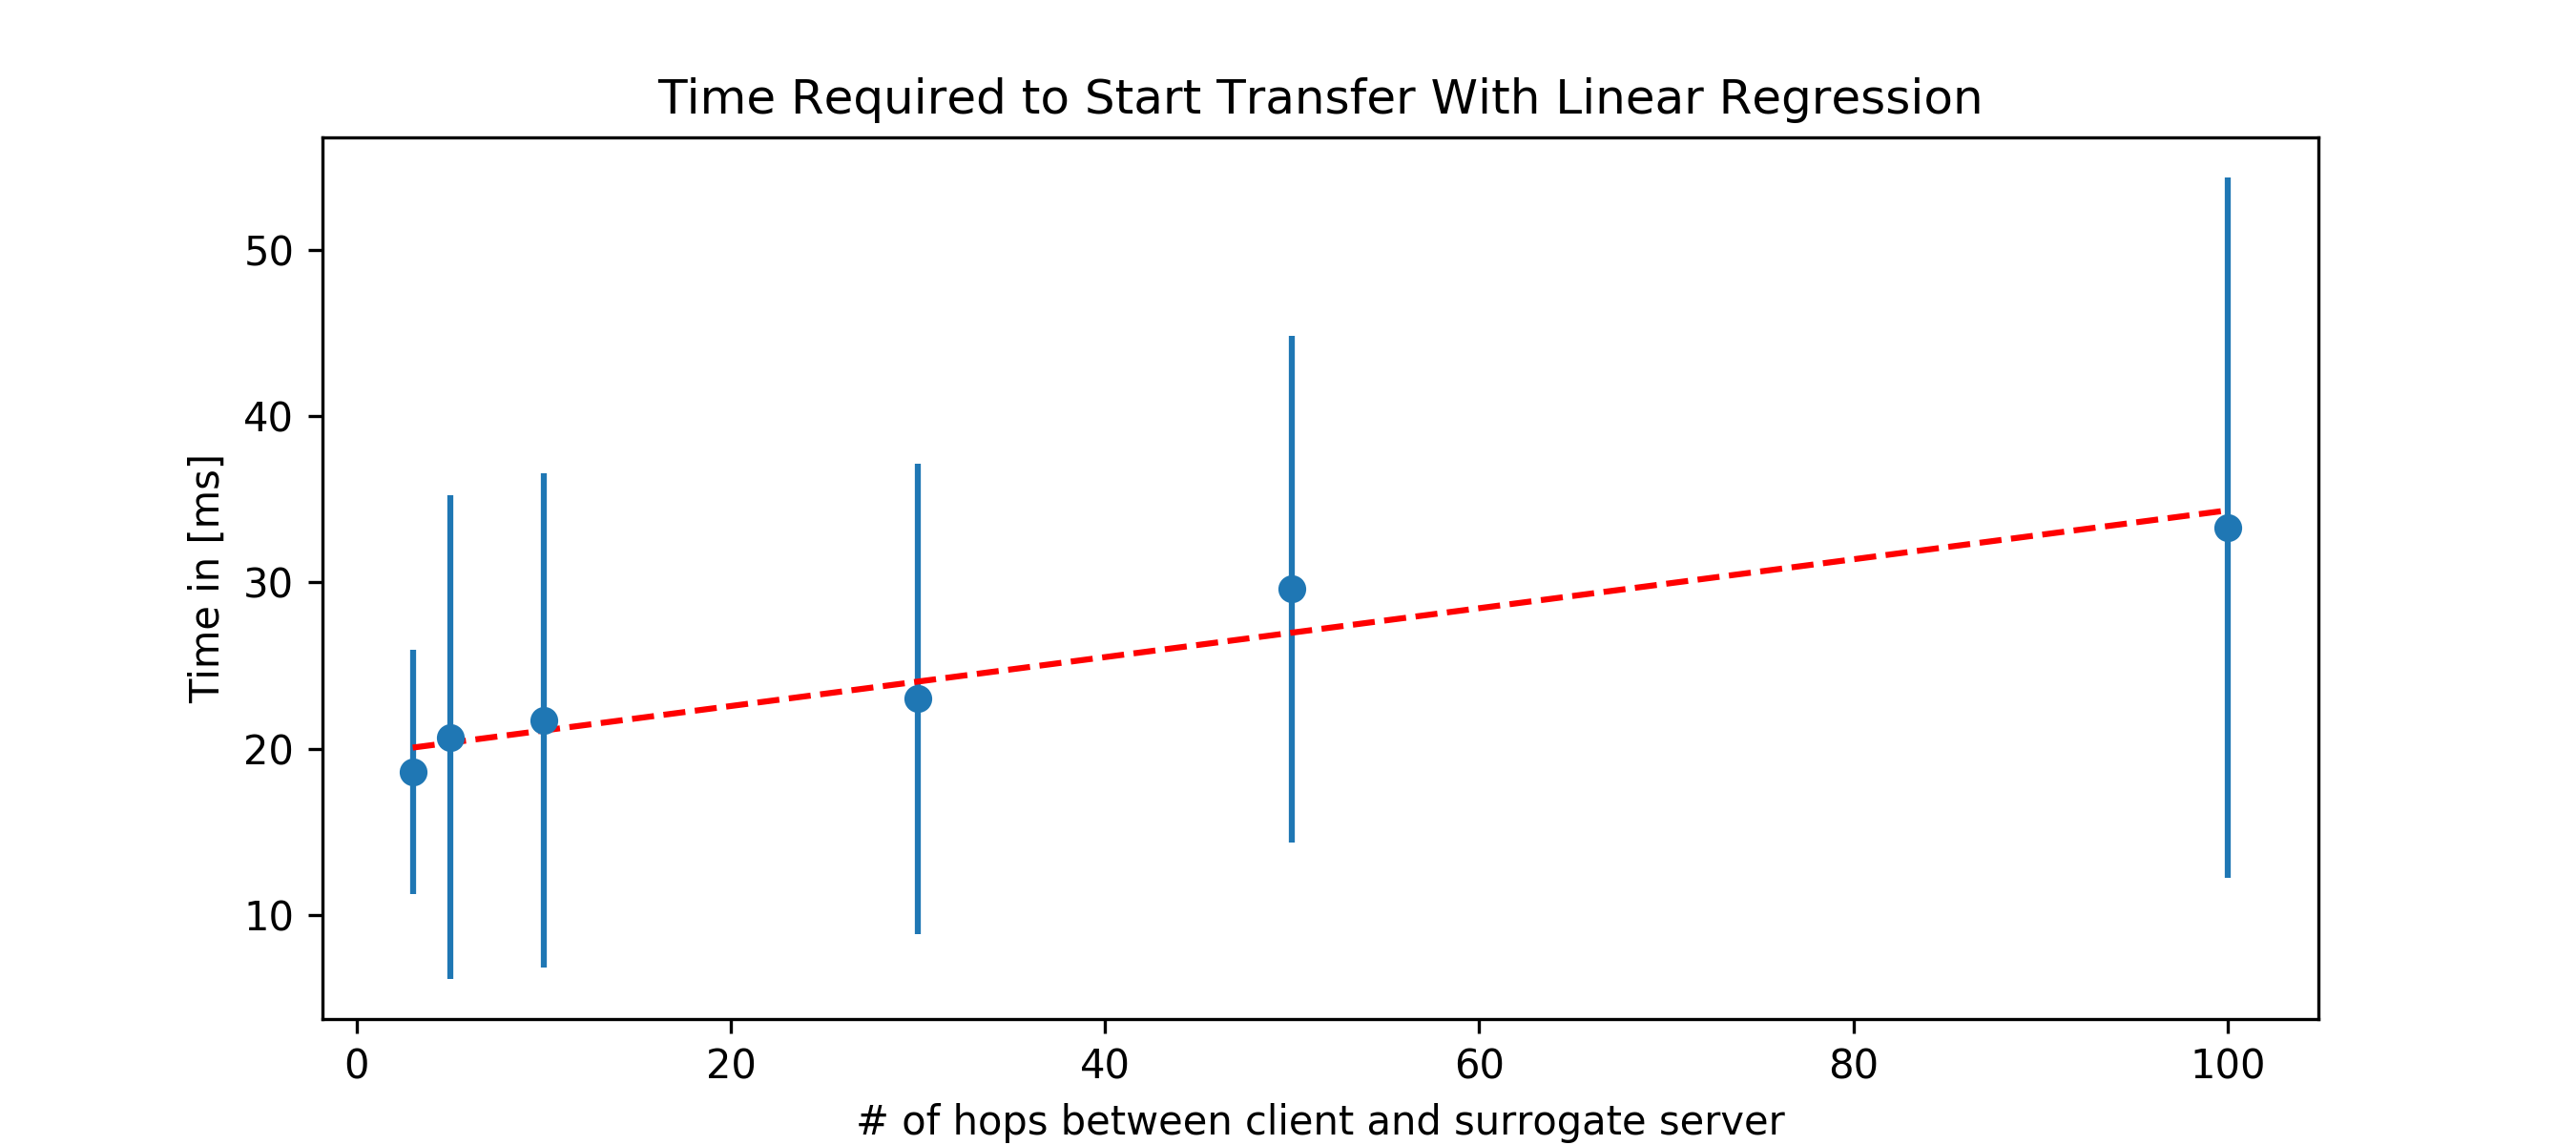 Time Required to Start Transfer With Linear Regression
50
40
30
20
10
Time in [ms]
0 20 40 60 80 100
# of hops between client and surrogate server